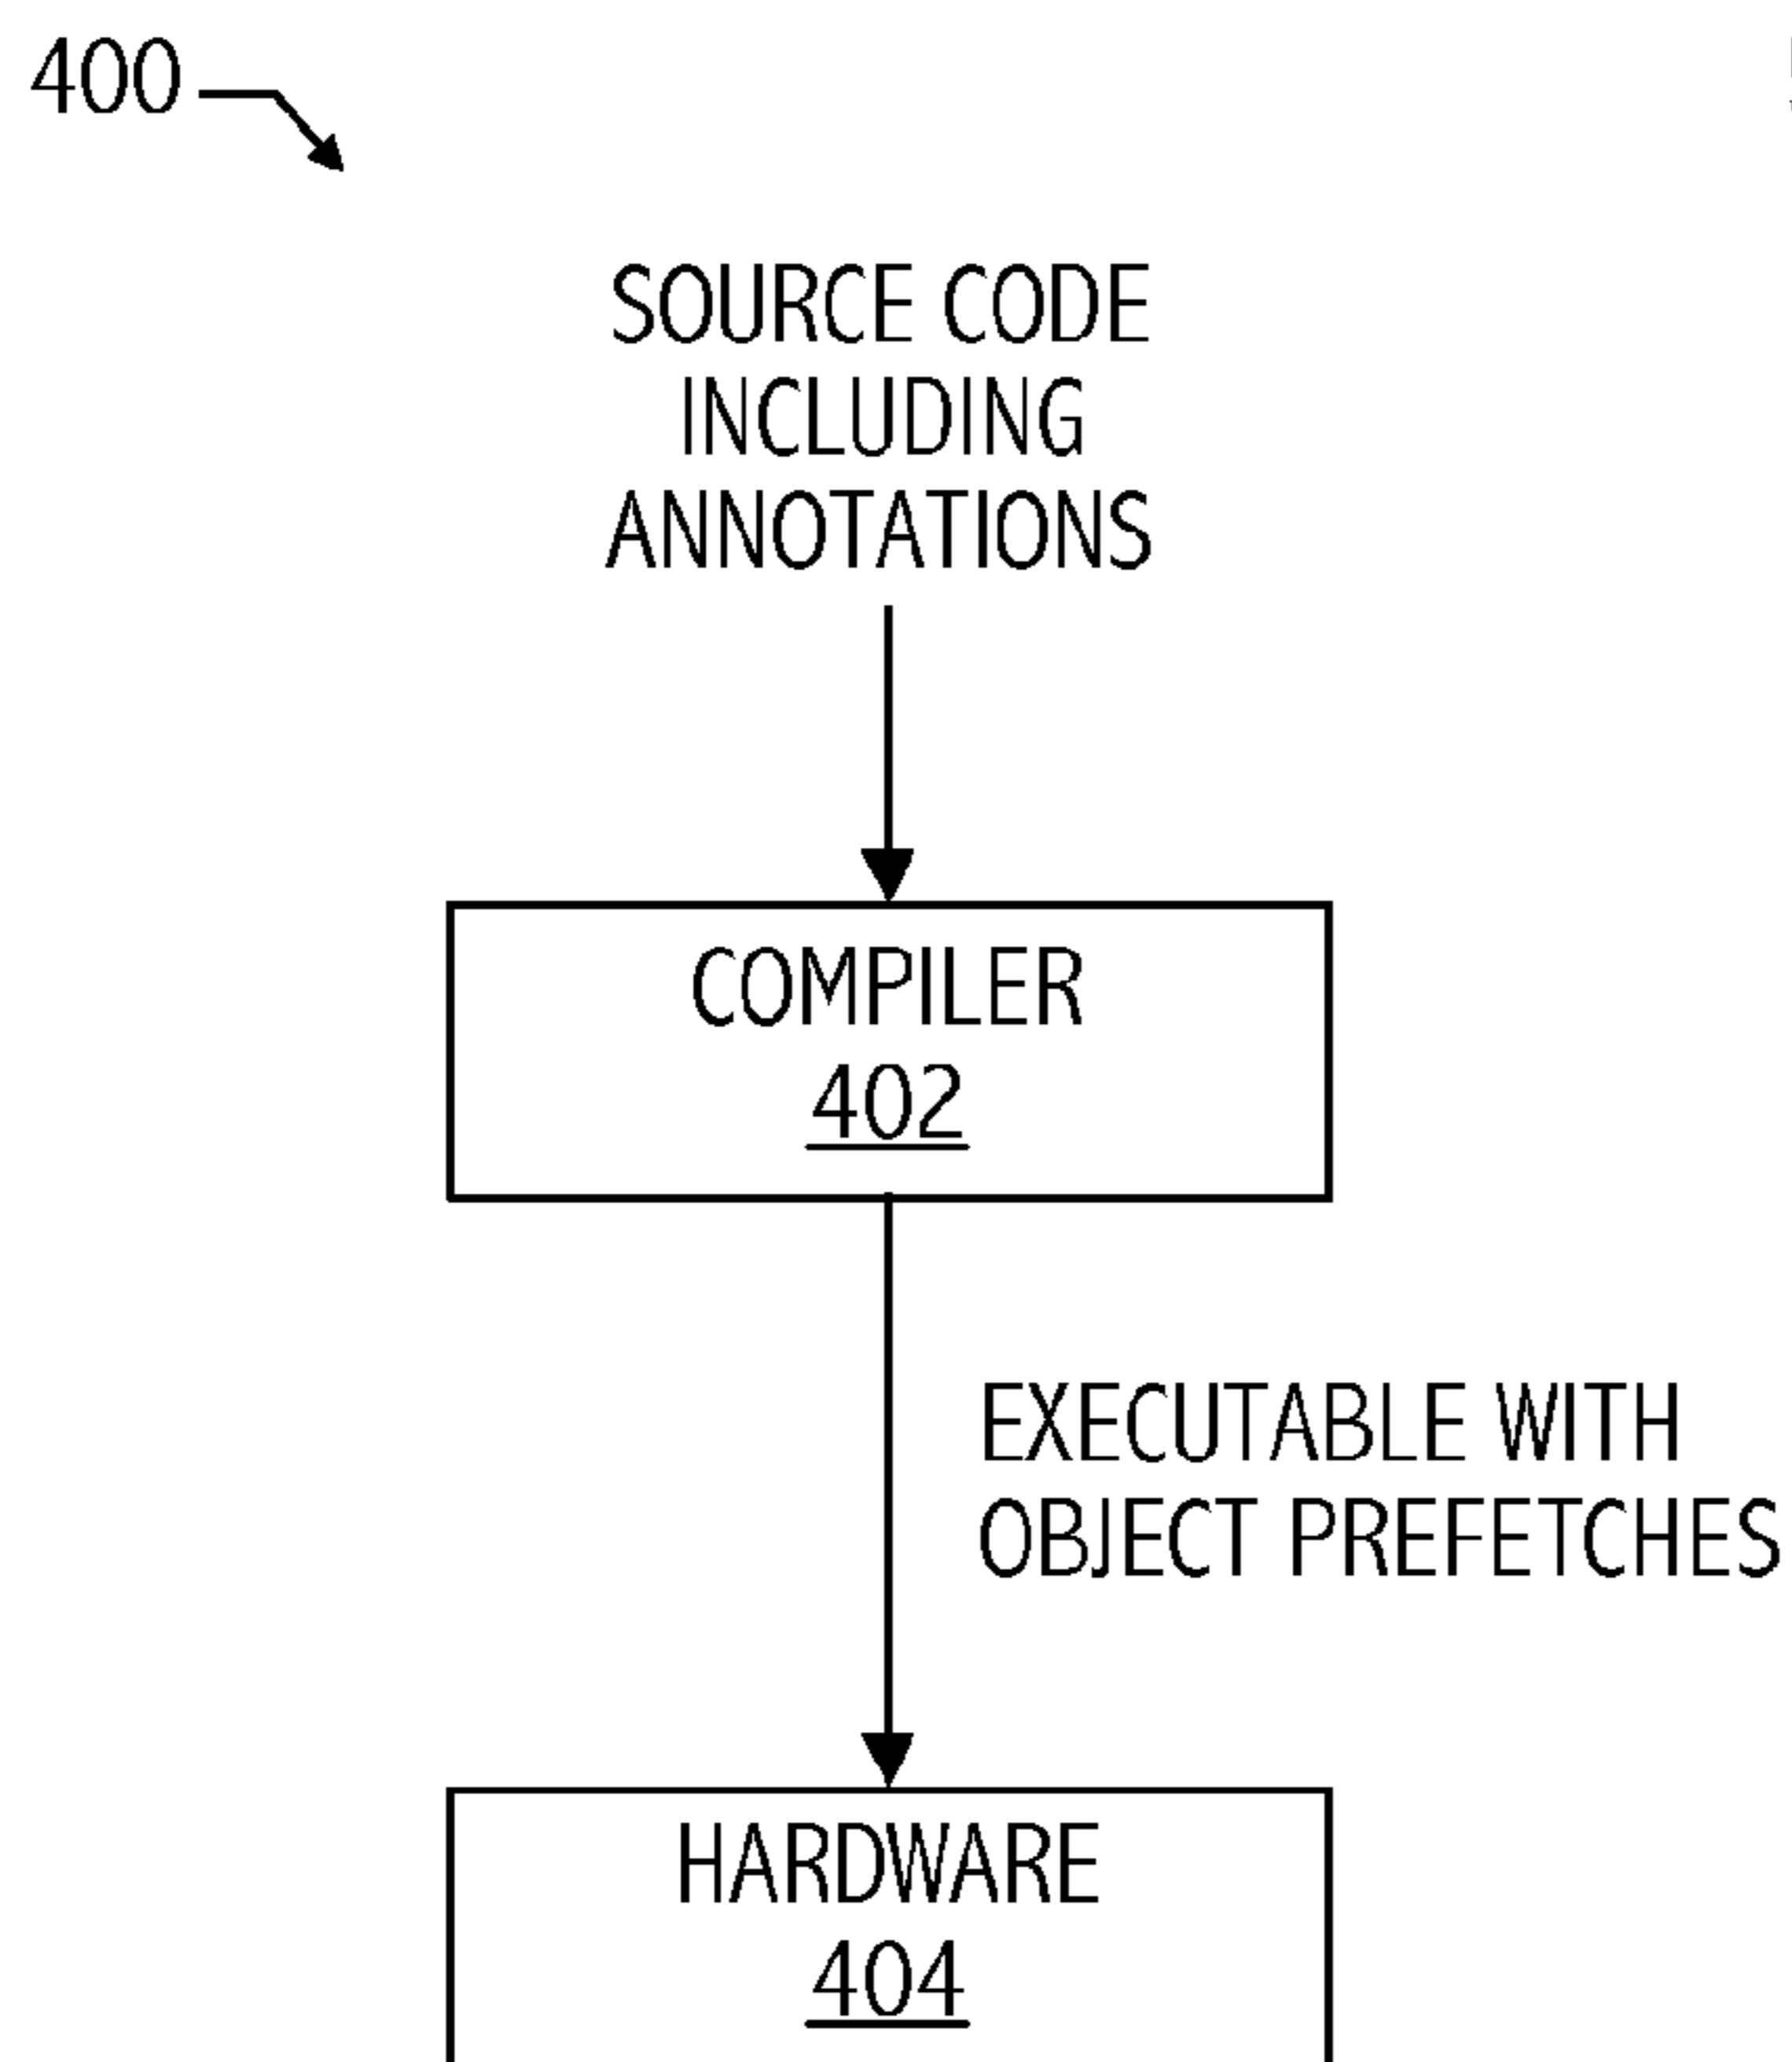 400
SOURCE CODE
INCLUDING
ANNOTATIONS
COMPILER
402
EXECUTABLE WITH
OBJECT PREFETCHES
HARDWARE
404